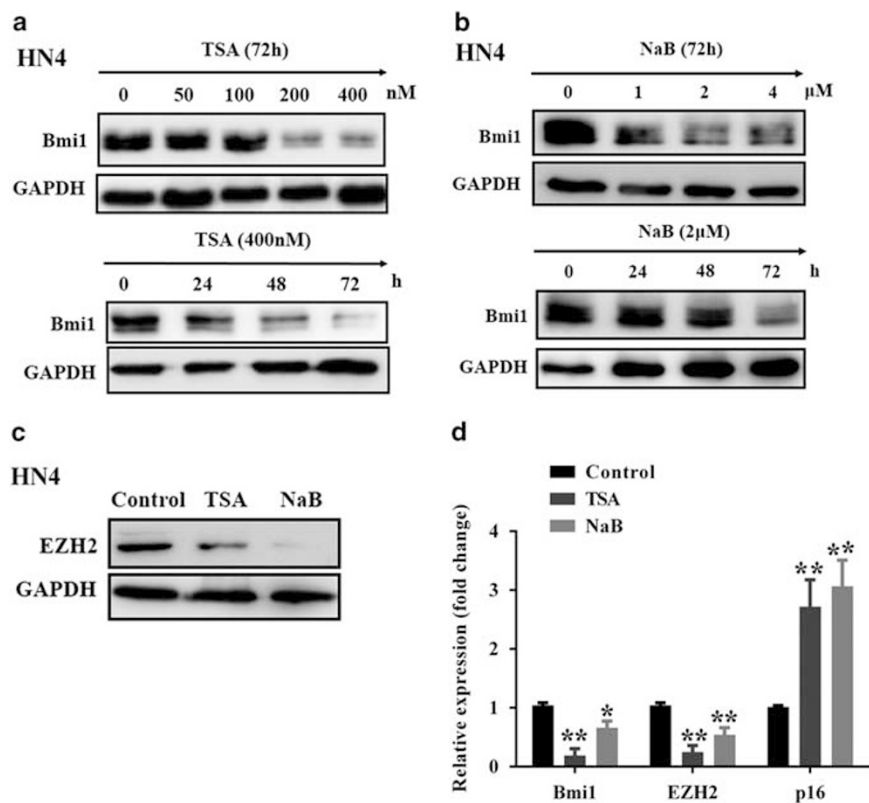 a
HN4
TSA (72h)
0 50 100 200 400 nM
Bmi1
GAPDH
TSA (400nM)
0 24 48 72 h
Bmi1
GAPDH
b
HN4
NaB (72h)
0 1 2 4 μM
Bmi1
GAPDH
NaB (2μM)
0 24 48 72 h
Bmi1
GAPDH
c
HN4
Control TSA NaB
EZH2
GAPDH
d
Control
TSA
NaB
Relative expression (fold change)
4
3
2
1
0
** *
** **
** **
Bmi1 EZH2 p16